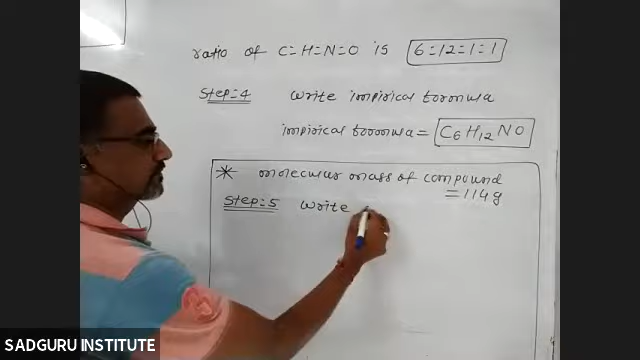 ratio of C=H=N=O is 6=12=1=1
Step=4 write impirical formula
impirical formula = C₆H₁₂NO
* molecular mass of compound
= 114g
Step=5 write
SADGURU INSTITUTE